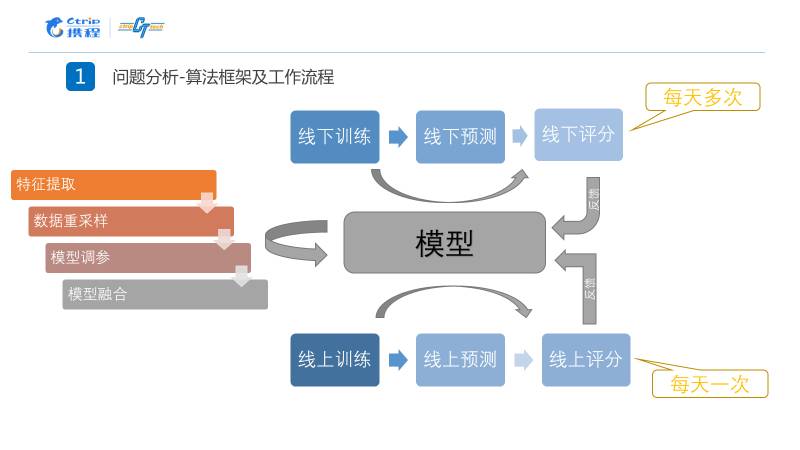 Ctrip
携程
Ctrip CT tech
1
问题分析-算法框架及工作流程
每天多次
线下训练
线下预测
线下评分
特征提取
数据重采样
模型调参
模型融合
模型
反馈
反馈
线上训练
线上预测
线上评分
每天一次